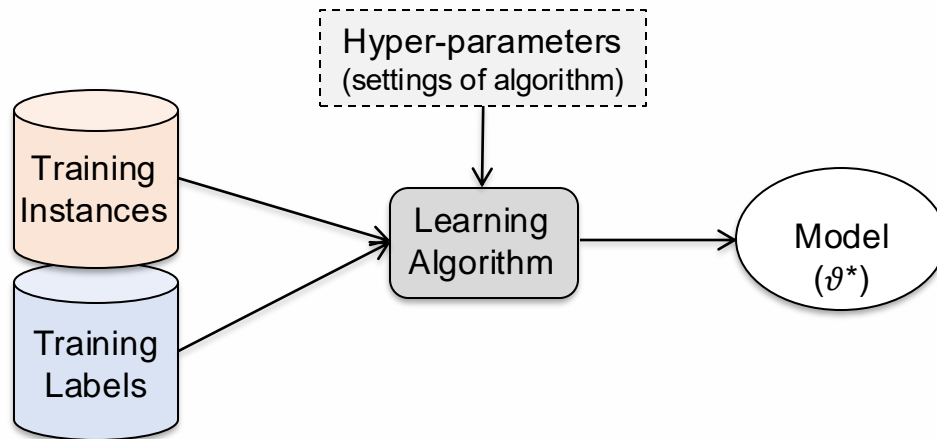 Hyper-parameters
(settings of algorithm)
Training
Instances
Learning
Algorithm
Model
(ϑ*)
Training
Labels